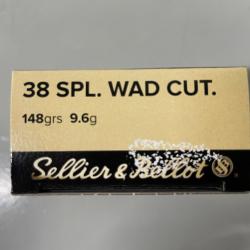 38 SPL. WAD CUT.
148grs 9.6g
Sellier & Bellot